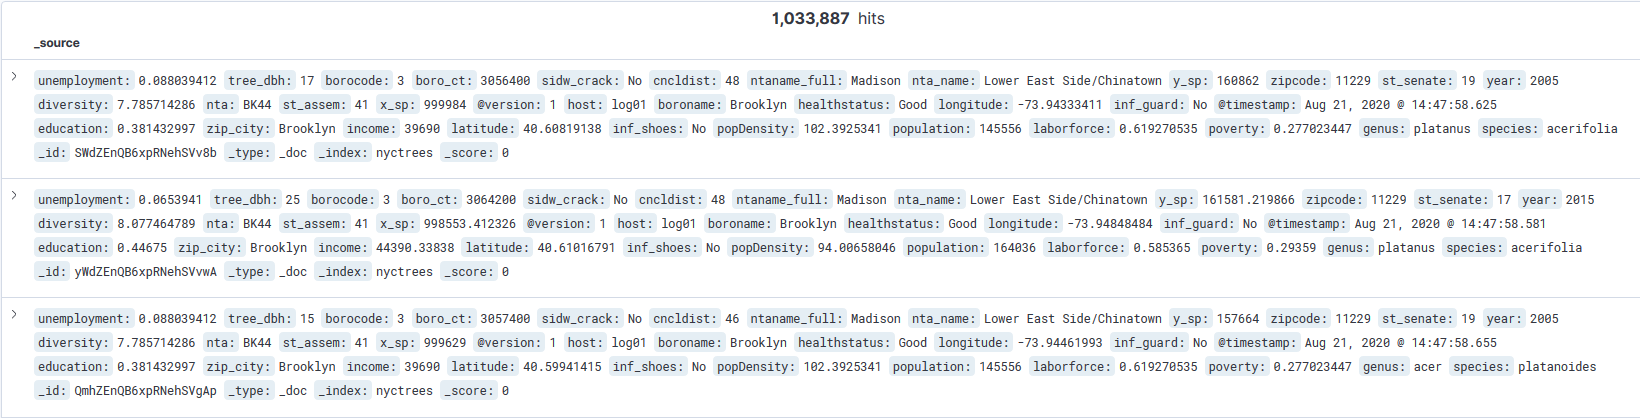 1,033,887 hits
_source
unemployment: 0.088039412 tree_dbh: 17 borocode: 3 boro_ct: 3056400 sidw_crack: No cncldist: 48 ntaname_full: Madison nta_name: Lower East Side/Chinatown y_sp: 160862 zipcode: 11229 st_senate: 19 year: 2005
diversity: 7.785714286 nta: BK44 st_assem: 41 x_sp: 999984 @version: 1 host: log01 boroname: Brooklyn healthstatus: Good longitude: -73.94333411 inf_guard: No @timestamp: Aug 21, 2020 @ 14:47:58.625
education: 0.381432997 zip_city: Brooklyn income: 39690 latitude: 40.60819138 inf_shoes: No popDensity: 102.3925341 population: 145556 laborforce: 0.619270535 poverty: 0.277023447 genus: platanus species: acerifolia
_id: SWdZEnQB6xpRNehSVv8b _type: _doc _index: nyctrees _score: 0
unemployment: 0.0653941 tree_dbh: 25 borocode: 3 boro_ct: 3064200 sidw_crack: No cncldist: 48 ntaname_full: Madison nta_name: Lower East Side/Chinatown y_sp: 161581.219866 zipcode: 11229 st_senate: 17 year: 2015
diversity: 8.077464789 nta: BK44 st_assem: 41 x_sp: 998553.412326 @version: 1 host: log01 boroname: Brooklyn healthstatus: Good longitude: -73.94848484 inf_guard: No @timestamp: Aug 21, 2020 @ 14:47:58.581
education: 0.44675 zip_city: Brooklyn income: 44390.33838 latitude: 40.61016791 inf_shoes: No popDensity: 94.00658046 population: 164036 laborforce: 0.585365 poverty: 0.29359 genus: platanus species: acerifolia
_id: yWdZEnQB6xpRNehSVvwA _type: _doc _index: nyctrees _score: 0
unemployment: 0.088039412 tree_dbh: 15 borocode: 3 boro_ct: 3057400 sidw_crack: No cncldist: 46 ntaname_full: Madison nta_name: Lower East Side/Chinatown y_sp: 157664 zipcode: 11229 st_senate: 19 year: 2005
diversity: 7.785714286 nta: BK44 st_assem: 41 x_sp: 999629 @version: 1 host: log01 boroname: Brooklyn healthstatus: Good longitude: -73.94461993 inf_guard: No @timestamp: Aug 21, 2020 @ 14:47:58.655
education: 0.381432997 zip_city: Brooklyn income: 39690 latitude: 40.59941415 inf_shoes: No popDensity: 102.3925341 population: 145556 laborforce: 0.619270535 poverty: 0.277023447 genus: acer species: platanoides
_id: QmhZEnQB6xpRNehSVgAp _type: _doc _index: nyctrees _score: 0